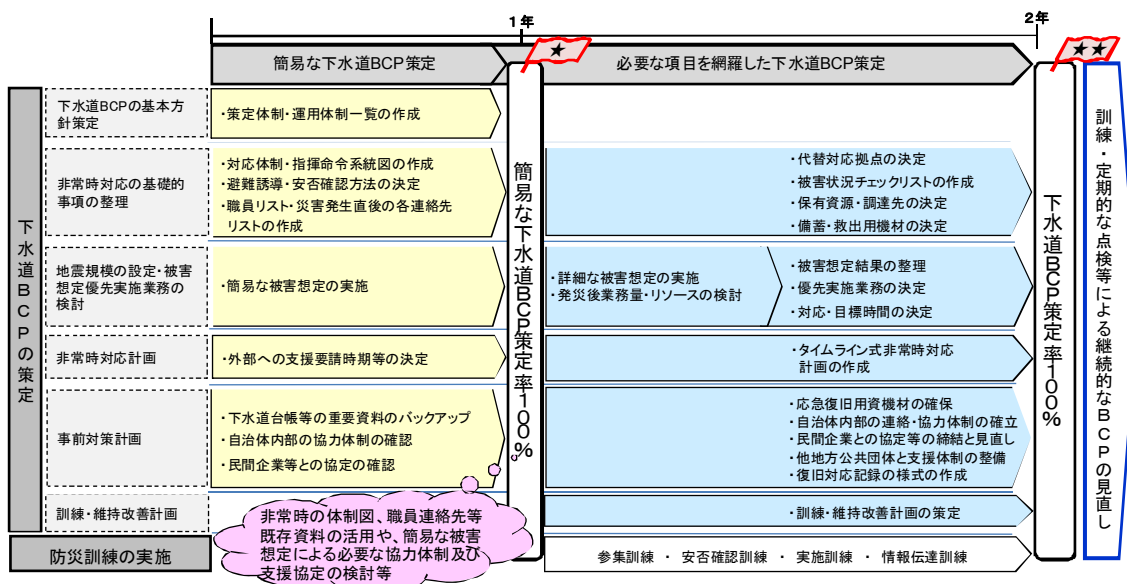 1年
2年
★
★★
簡易な下水道BCP策定
必要な項目を網羅した下水道BCP策定
下水道BCPの策定
下水道BCPの基本方
針策定
・策定体制・運用体制一覧の作成
非常時対応の基礎的
事項の整理
・対応体制・指揮命令系統図の作成
・避難誘導・安否確認方法の決定
・職員リスト・災害発生直後の各連絡先
リストの作成
・代替対応拠点の決定
・被害状況チェックリストの作成
・保有資源・調達先の決定
・備蓄・救出用機材の決定
地震規模の設定・被害
想定優先実施業務の
検討
・簡易な被害想定の実施
・詳細な被害想定の実施
・発災後業務量・リソースの検討
・被害想定結果の整理
・優先実施業務の決定
・対応・目標時間の決定
非常時対応計画
・外部への支援要請時期等の決定
・タイムライン式非常時対応
計画の作成
事前対策計画
・下水道台帳等の重要資料のバックアップ
・自治体内部の協力体制の確認
・民間企業等との協定の確認
・応急復旧用資機材の確保
・自治体内部の連絡・協力体制の確立
・民間企業との協定等の締結と見直し
・他地方公共団体と支援体制の整備
・復旧対応記録の様式の作成
訓練・維持改善計画
・訓練・維持改善計画の策定
非常時の体制図、職員連絡先等
既存資料の活用や、簡易な被害
想定による必要な協力体制及び
支援協定の検討等
防災訓練の実施
参集訓練 ・ 安否確認訓練 ・ 実施訓練 ・ 情報伝達訓練
簡易な下水道BCP策定率100%
下水道BCP策定率100%
訓練・定期的な点検等による継続的なBCPの見直し